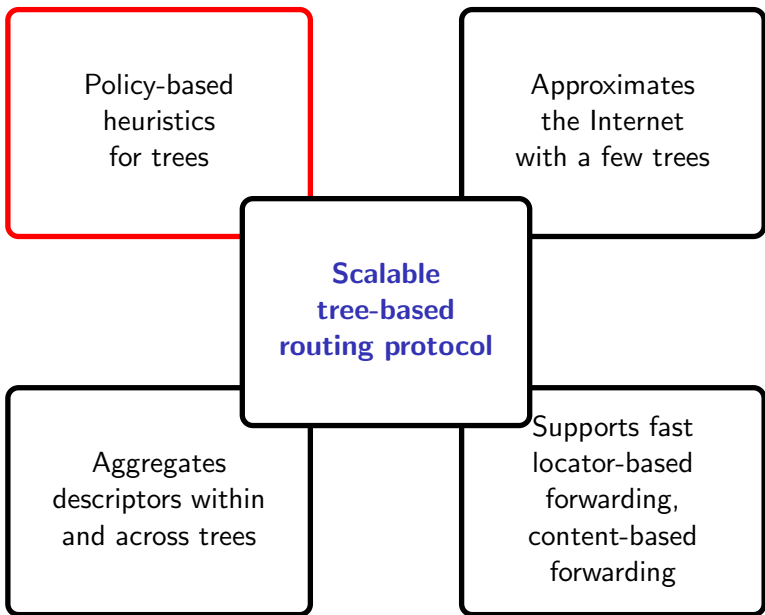 Policy-based
heuristics
for trees
Approximates
the Internet
with a few trees
Scalable
tree-based
routing protocol
Aggregates
descriptors within
and across trees
Supports fast
locator-based
forwarding,
content-based
forwarding